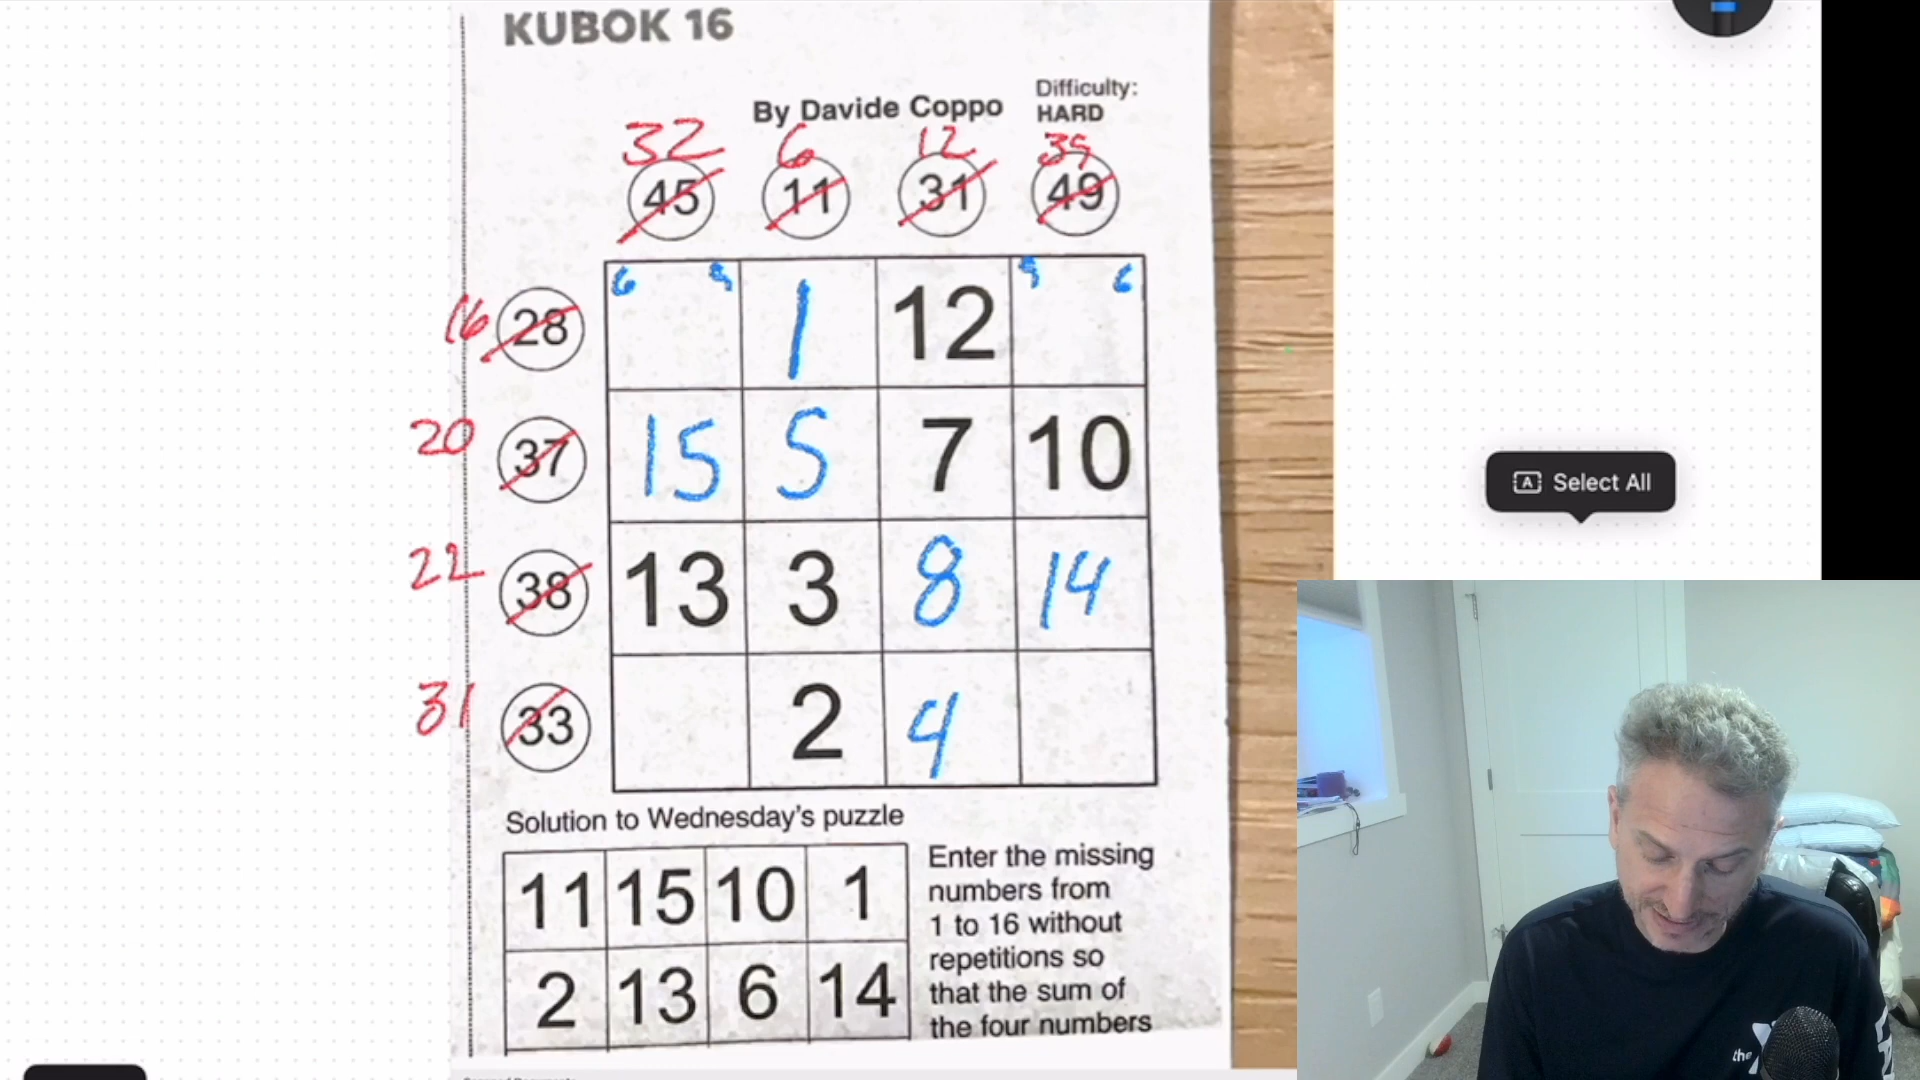 KUBOK 16
By Davide Coppo
Difficulty:
HARD
32 6 12 39
45 11 31 49
6 9 9 6
16 28 1 12
20 37 15 5 7 10
22 38 13 3 8 14
31 33 2 4
Select All
Solution to Wednesday's puzzle
11 15 10 1
2 13 6 14
Enter the missing
numbers from
1 to 16 without
repetitions so
that the sum of
the four numbers
the Y